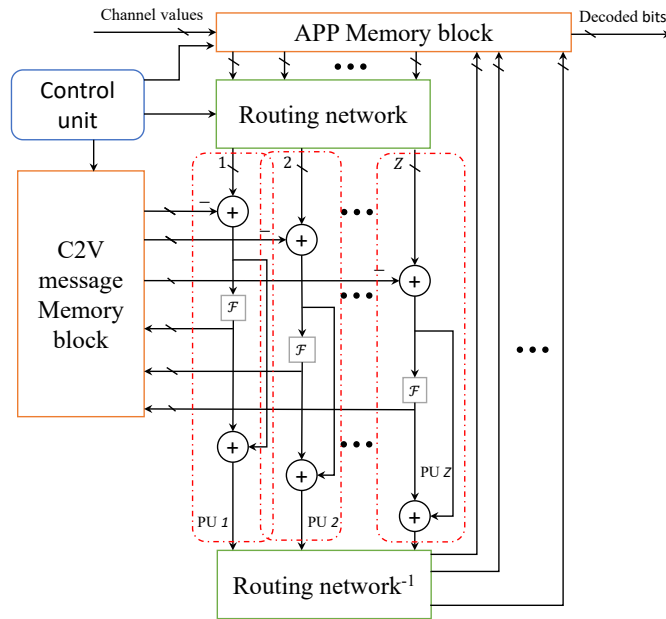 Channel values
APP Memory block
Decoded bits
Control
unit
Routing network
1
2
Z
C2V
message
Memory
block
−
−
−
+
+
+
ℱ
ℱ
ℱ
+
+
+
PU 1
PU 2
PU Z
Routing network⁻¹